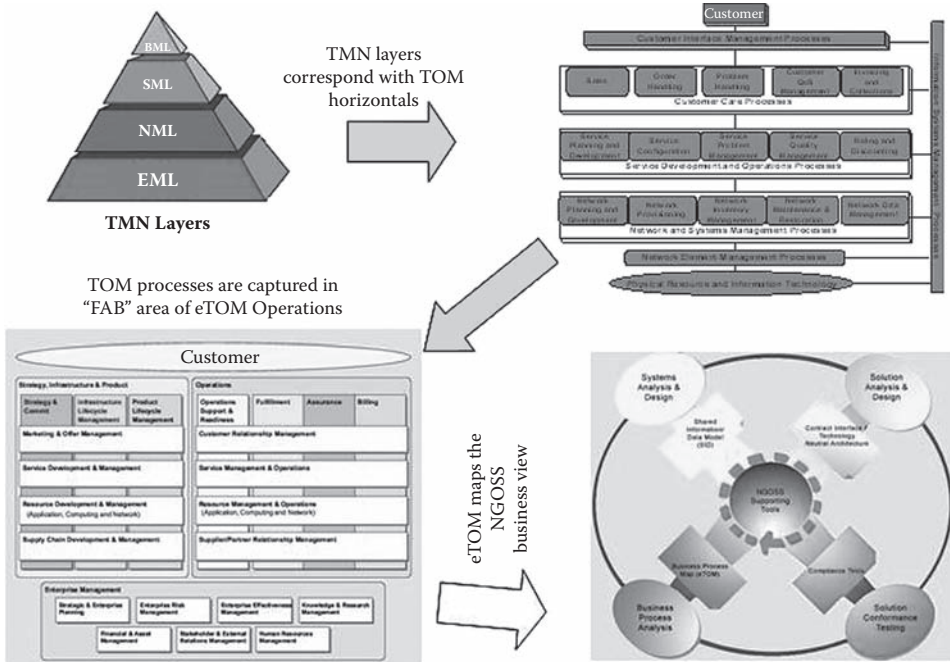 BML
SML
NML
EML
TMN Layers
TMN layers
correspond with TOM
horizontals
Customer
Customer Interface Management Processes
Sales
Order
Handling
Problem
Handling
Customer
QoS
Management
Invoicing
and
Collections
Customer Care Processes
Service
Planning and
Development
Service
Configuration
Service
Problem
Management
Service
Quality
Management
Rating and
Discounting
Service Development and Operations Processes
Network
Planning and
Development
Network
Provisioning
Network
Inventory
Management
Network
Maintenance &
Restoration
Network Data
Management
Network and Systems Management Processes
Network Element Management Processes
Physical Resource and Information Technology
Information Systems Management Processes
TOM processes are captured in
“FAB” area of eTOM Operations
Customer
Strategy, Infrastructure & Product
Strategy &
Commit
Infrastructure
Lifecycle
Management
Product
Lifecycle
Management
Marketing & Offer Management
Service Development & Management
Resource Development & Management
(Application, Computing and Network)
Supply Chain Development & Management
Operations
Operations
Support &
Readiness
Fulfillment
Assurance
Billing
Customer Relationship Management
Service Management & Operations
Resource Management & Operations
(Application, Computing and Network)
Supplier/Partner Relationship Management
Enterprise Management
Strategic & Enterprise
Planning
Enterprise Risk
Management
Enterprise Effectiveness
Management
Knowledge & Research
Management
Financial & Asset
Management
Stakeholder & External
Relations Management
Human Resources
Management
eTOM maps the
NGOSS
business view
Systems
Analysis &
Design
Solution
Analysis &
Design
Shared
Information/
Data Model
(SID)
Contract Interface /
Technology
Neutral Architecture
NGOSS
Supporting
Tools
Business Process
Map (eTOM)
Compliance Tests
Business
Process
Analysis
Solution
Conformance
Testing